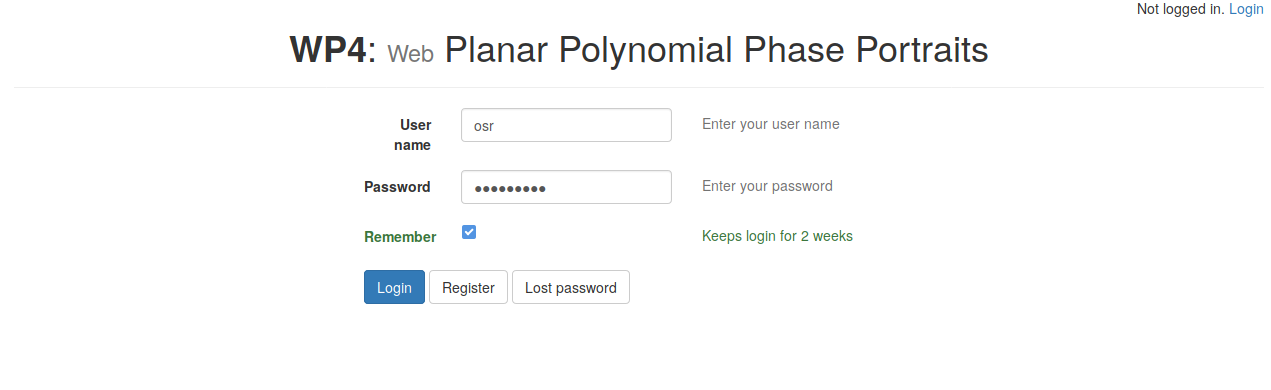 Not logged in. Login
WP4: Web Planar Polynomial Phase Portraits
User name
osr
Enter your user name
Password
●●●●●●●●●
Enter your password
Remember
Keeps login for 2 weeks
Login Register Lost password